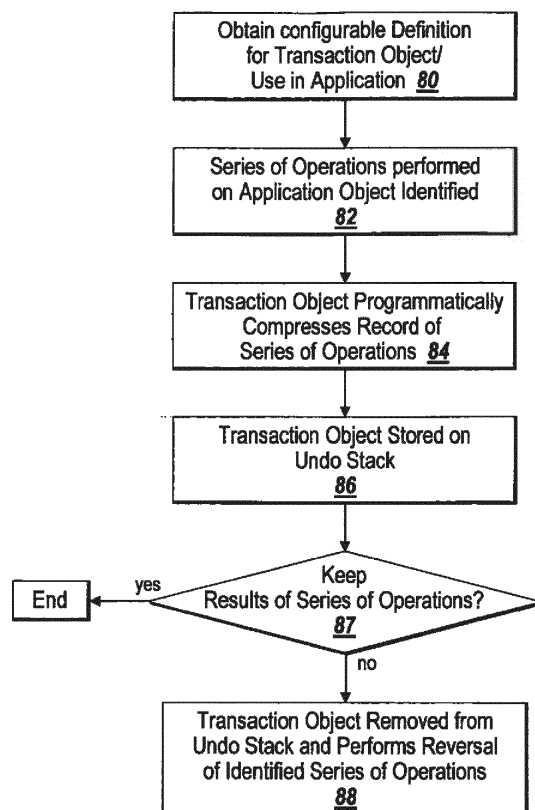 Obtain configurable Definition
for Transaction Object/
Use in Application 80
Series of Operations performed
on Application Object Identified
82
Transaction Object Programmatically
Compresses Record of
Series of Operations 84
Transaction Object Stored on
Undo Stack
86
Keep
Results of Series of Operations?
87
yes
End
no
Transaction Object Removed from
Undo Stack and Performs Reversal
of Identified Series of Operations
88